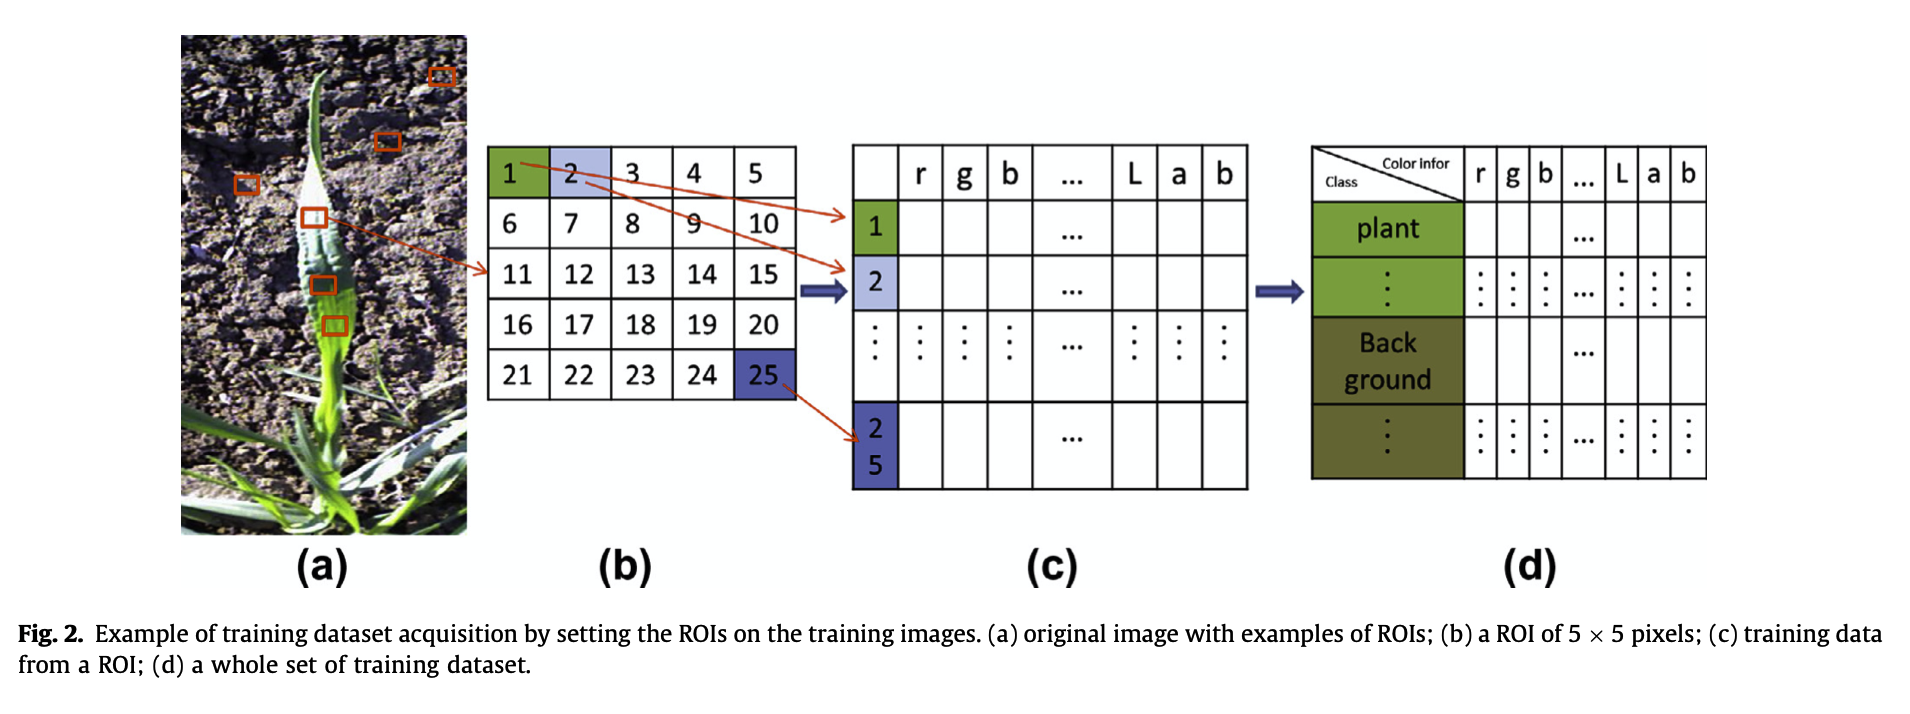 1 2 3 4 5
6 7 8 9 10
11 12 13 14 15
16 17 18 19 20
21 22 23 24 25
r g b ... L a b
1 ...
2 ...
⋮ ⋮ ⋮ ⋮ ... ⋮ ⋮ ⋮
2 ...
5
Color Infor r g b ... L a b
Class
plant ...
⋮ ⋮ ⋮ ⋮ ... ⋮ ⋮ ⋮
Back ...
ground
⋮ ⋮ ⋮ ⋮ ... ⋮ ⋮ ⋮
(a) (b) (c) (d)
Fig. 2. Example of training dataset acquisition by setting the ROIs on the training images. (a) original image with examples of ROIs; (b) a ROI of 5 × 5 pixels; (c) training data
from a ROI; (d) a whole set of training dataset.